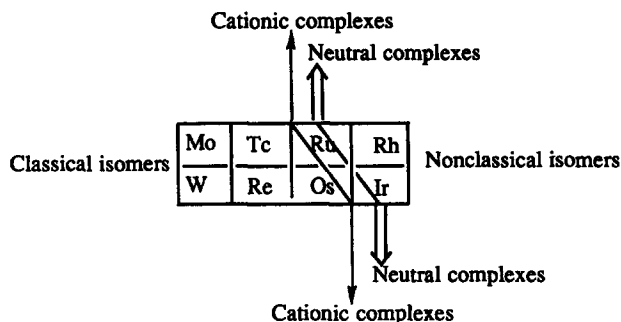 Cationic complexes
Neutral complexes
Mo Tc Ru Rh
Classical isomers Nonclassical isomers
W Re Os Ir
Neutral complexes
Cationic complexes